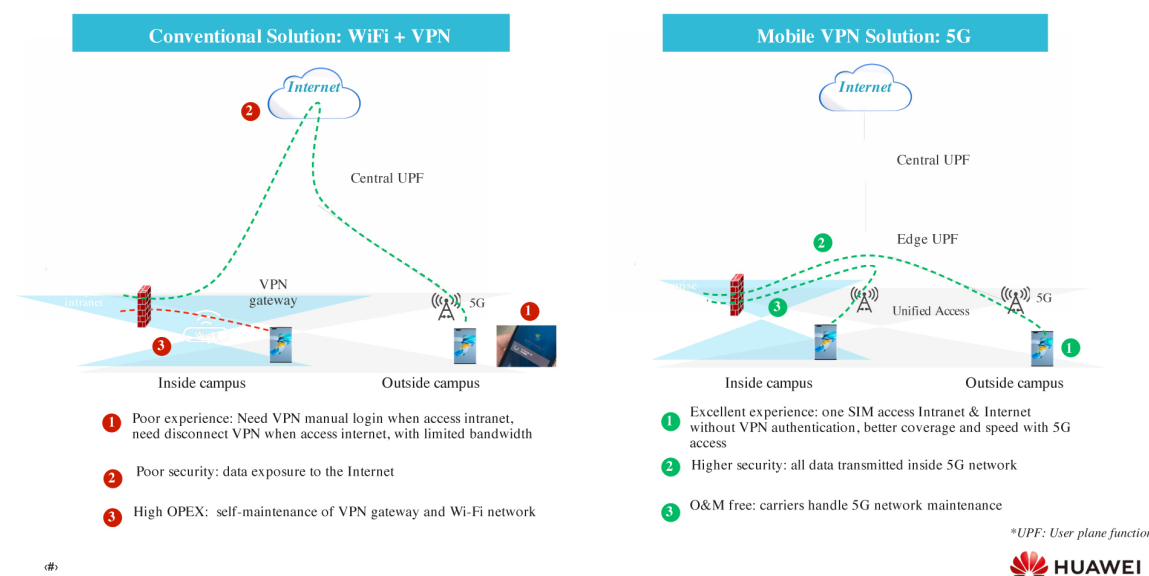 Conventional Solution: WiFi + VPN
Internet
2
Central UPF
VPN
gateway
intranet
5G
1
3
Inside campus
Outside campus
1 Poor experience: Need VPN manual login when access intranet,
need disconnect VPN when access internet, with limited bandwidth
2 Poor security: data exposure to the Internet
3 High OPEX: self-maintenance of VPN gateway and Wi-Fi network
‹#›
Mobile VPN Solution: 5G
Internet
Central UPF
2
Edge UPF
3
5G
Unified Access
1
Inside campus
Outside campus
1 Excellent experience: one SIM access Intranet & Internet
without VPN authentication, better coverage and speed with 5G
access
2 Higher security: all data transmitted inside 5G network
3 O&M free: carriers handle 5G network maintenance
*UPF: User plane function
HUAWEI